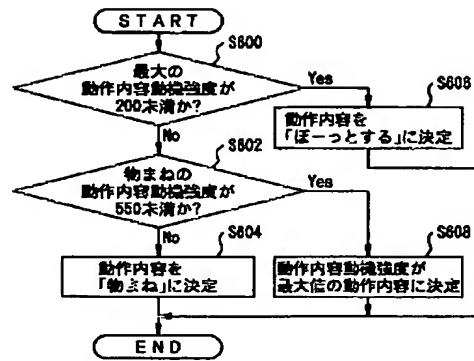 START
S600
最大の
動作内容動機強度が
200未満か?
Yes
S606
動作内容を
「ぼーっとする」に決定
No
S602
物まねの
動作内容動機強度が
550未満か?
Yes
No
S604
動作内容を
「物まね」に決定
S608
動作内容動機強度が
最大値の動作内容に決定
END